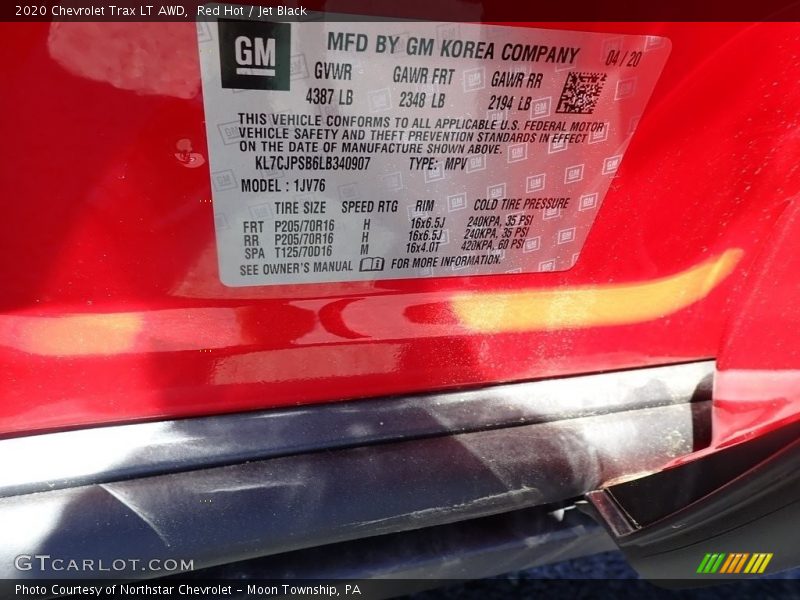 2020 Chevrolet Trax LT AWD, Red Hot / Jet Black
GM
MFD BY GM KOREA COMPANY 04/20
GVWR GAWR FRT GAWR RR
4387 LB 2348 LB 2194 LB
THIS VEHICLE CONFORMS TO ALL APPLICABLE U.S. FEDERAL MOTOR
VEHICLE SAFETY AND THEFT PREVENTION STANDARDS IN EFFECT
ON THE DATE OF MANUFACTURE SHOWN ABOVE.
KL7CJPSB6LB340907 TYPE: MPV
MODEL : 1JV76
TIRE SIZE SPEED RTG RIM COLD TIRE PRESSURE
FRT P205/70R16 H 16x6.5J 240KPA, 35 PSI
RR P205/70R16 H 16x6.5J 240KPA, 35 PSI
SPA T125/70D16 M 16x4.0T 420KPA, 60 PSI
SEE OWNER'S MANUAL FOR MORE INFORMATION.
GTCARLOT.COM
Photo Courtesy of Northstar Chevrolet - Moon Township, PA